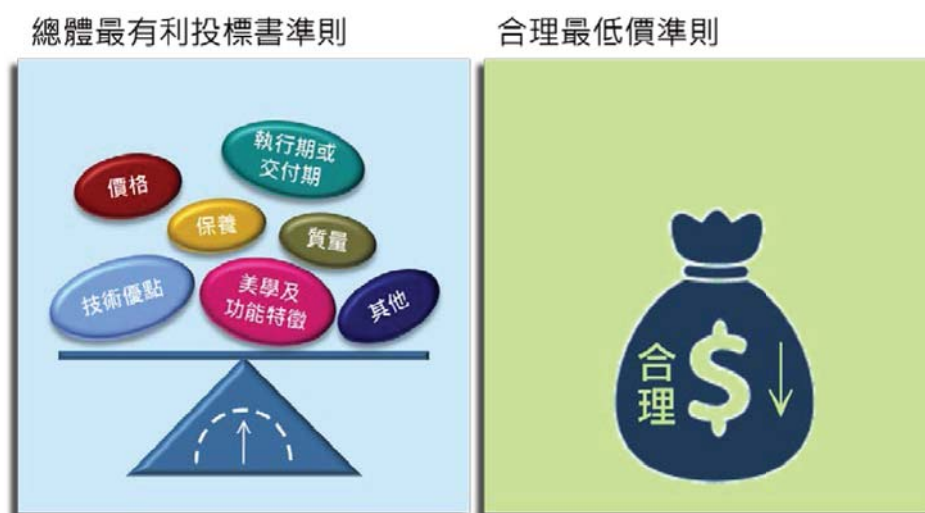 總體最有利投標書準則
合理最低價準則
執行期或
交付期
價格
保養
質量
技術優點
美學及
功能特徵
其他
合理
$